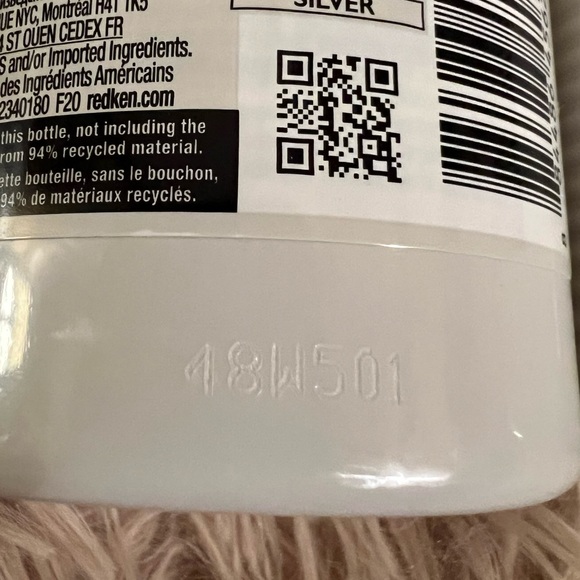 UE NYC, Montréal H4T 1K5
ST OUEN CEDEX FR
and/or Imported Ingredients.
des Ingrédients Américains
2340180 F20 redken.com
this bottle, not including the
rom 94% recycled material.
ette bouteille, sans le bouchon,
94% de matériaux recyclés.
SILVER
48W501